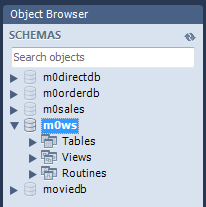 Object Browser
SCHEMAS
Search objects
m0directdb
m0orderdb
m0sales
m0ws
Tables
Views
Routines
moviedb